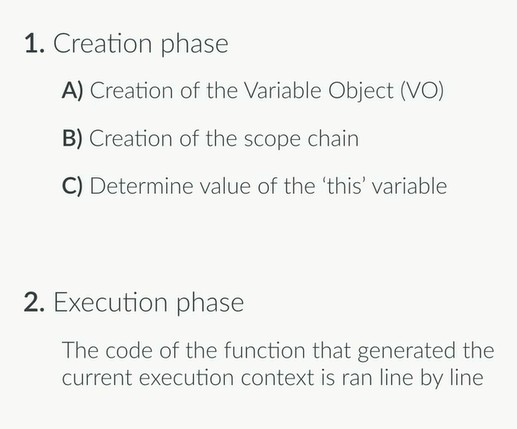 1. Creation phase
A) Creation of the Variable Object (VO)
B) Creation of the scope chain
C) Determine value of the ‘this’ variable
2. Execution phase
The code of the function that generated the
current execution context is ran line by line